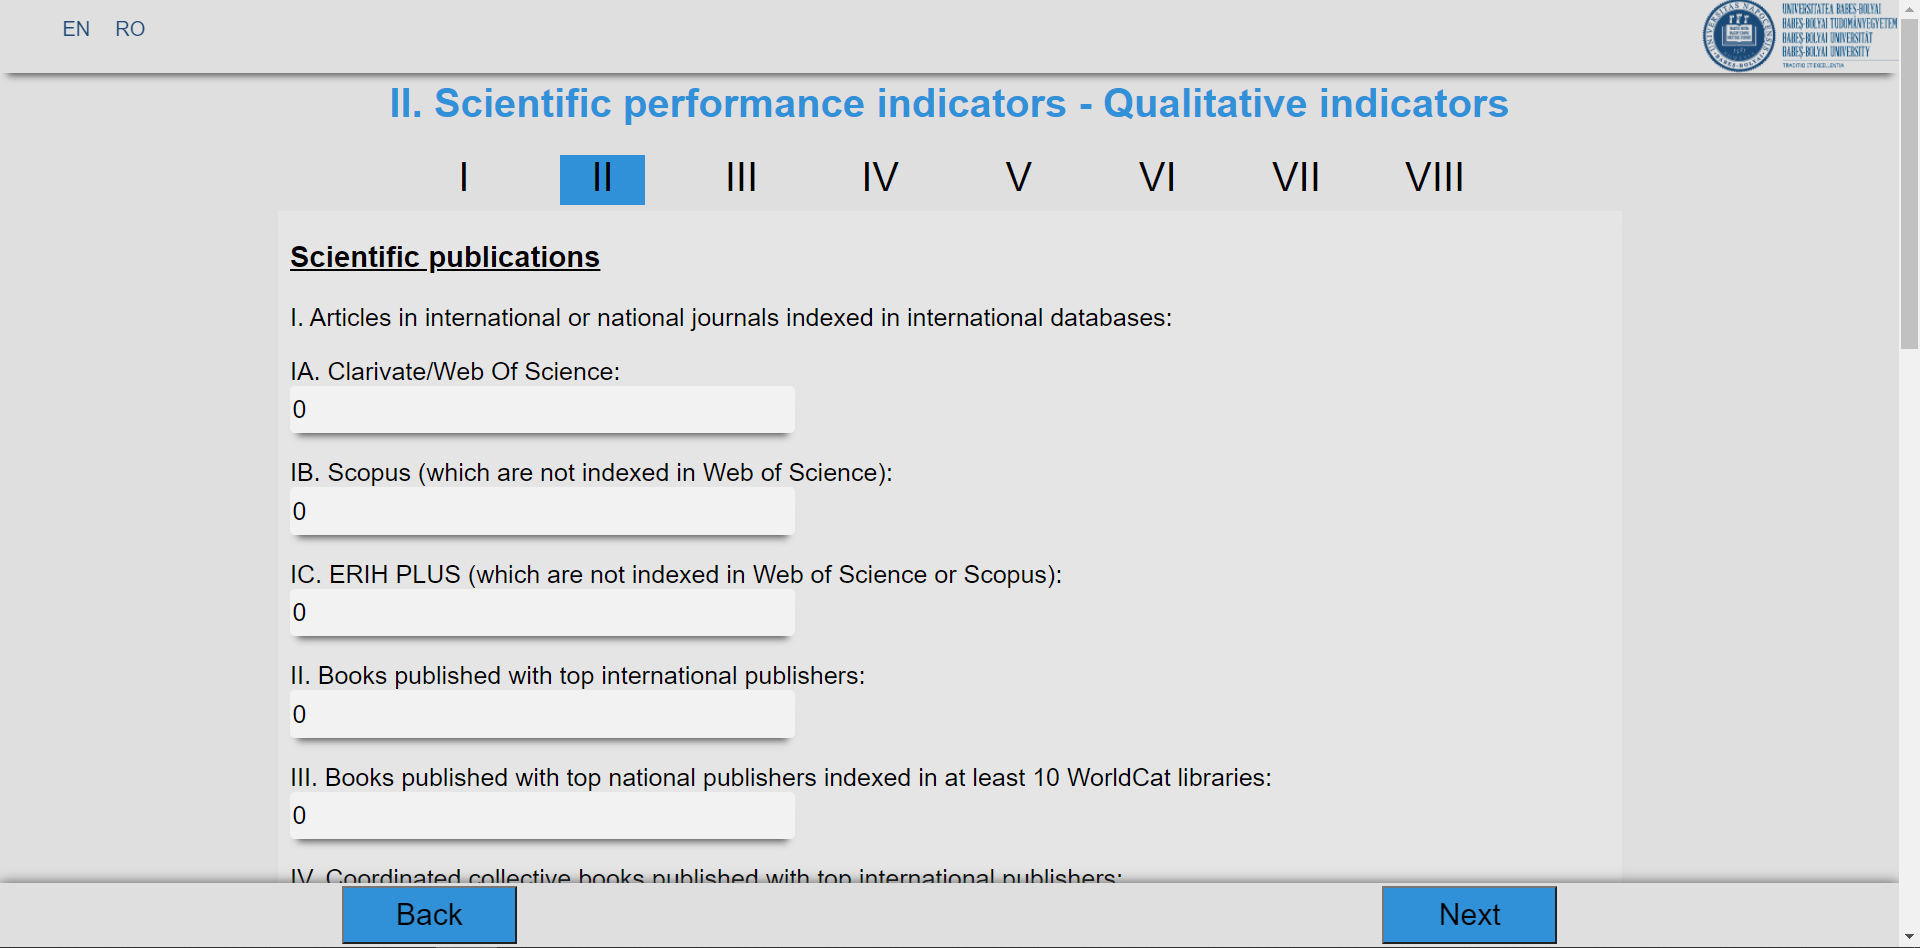 EN RO
UNIVERSITATEA BABEȘ-BOLYAI
BABEȘ-BOLYAI TUDOMÁNYEGYETEM
BABEȘ-BOLYAI UNIVERSITÄT
BABEȘ-BOLYAI UNIVERSITY
TRADITIO ET EXCELLENTIA
II. Scientific performance indicators - Qualitative indicators
I II III IV V VI VII VIII
Scientific publications
I. Articles in international or national journals indexed in international databases:
IA. Clarivate/Web Of Science:
0
IB. Scopus (which are not indexed in Web of Science):
0
IC. ERIH PLUS (which are not indexed in Web of Science or Scopus):
0
II. Books published with top international publishers:
0
III. Books published with top national publishers indexed in at least 10 WorldCat libraries:
0
IV. Coordinated collective books published with top international publishers:
Back Next